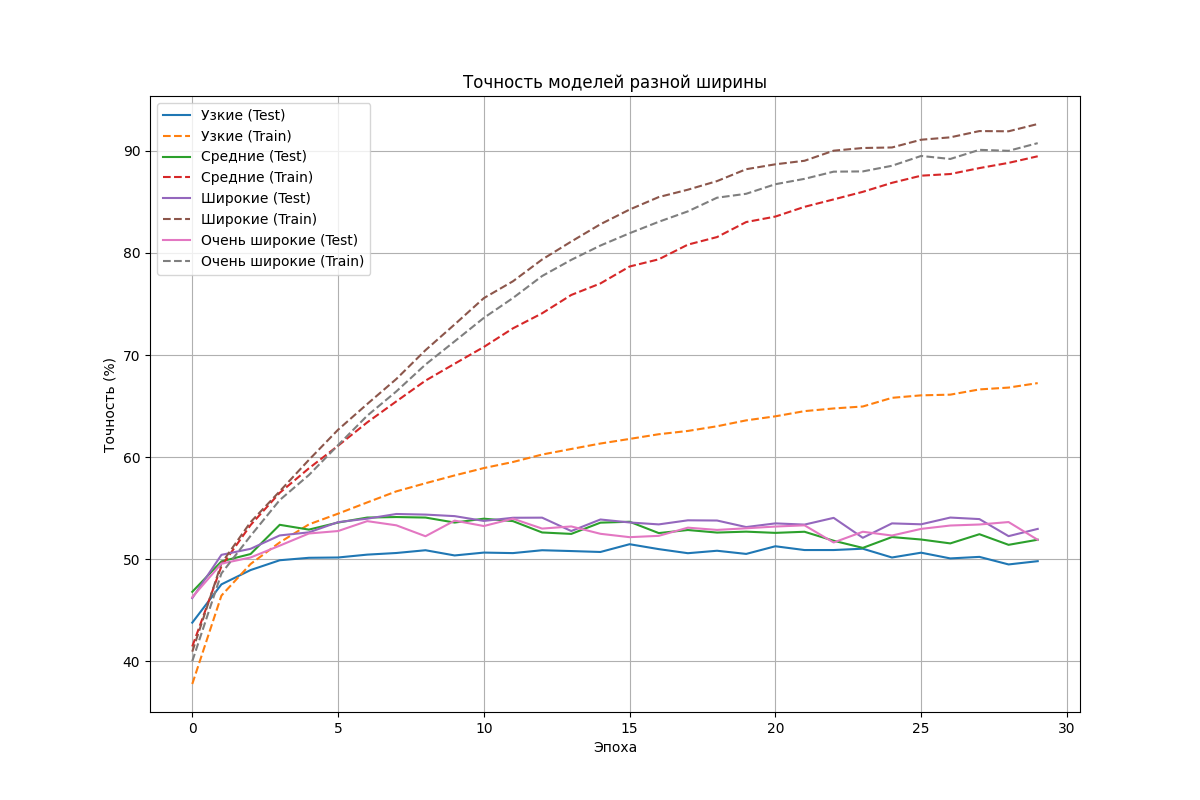 Точность моделей разной ширины
Узкие (Test)
Узкие (Train)
Средние (Test)
Средние (Train)
Широкие (Test)
Широкие (Train)
Очень широкие (Test)
Очень широкие (Train)
Точность (%)
90
80
70
60
50
40
0 5 10 15 20 25 30
Эпоха